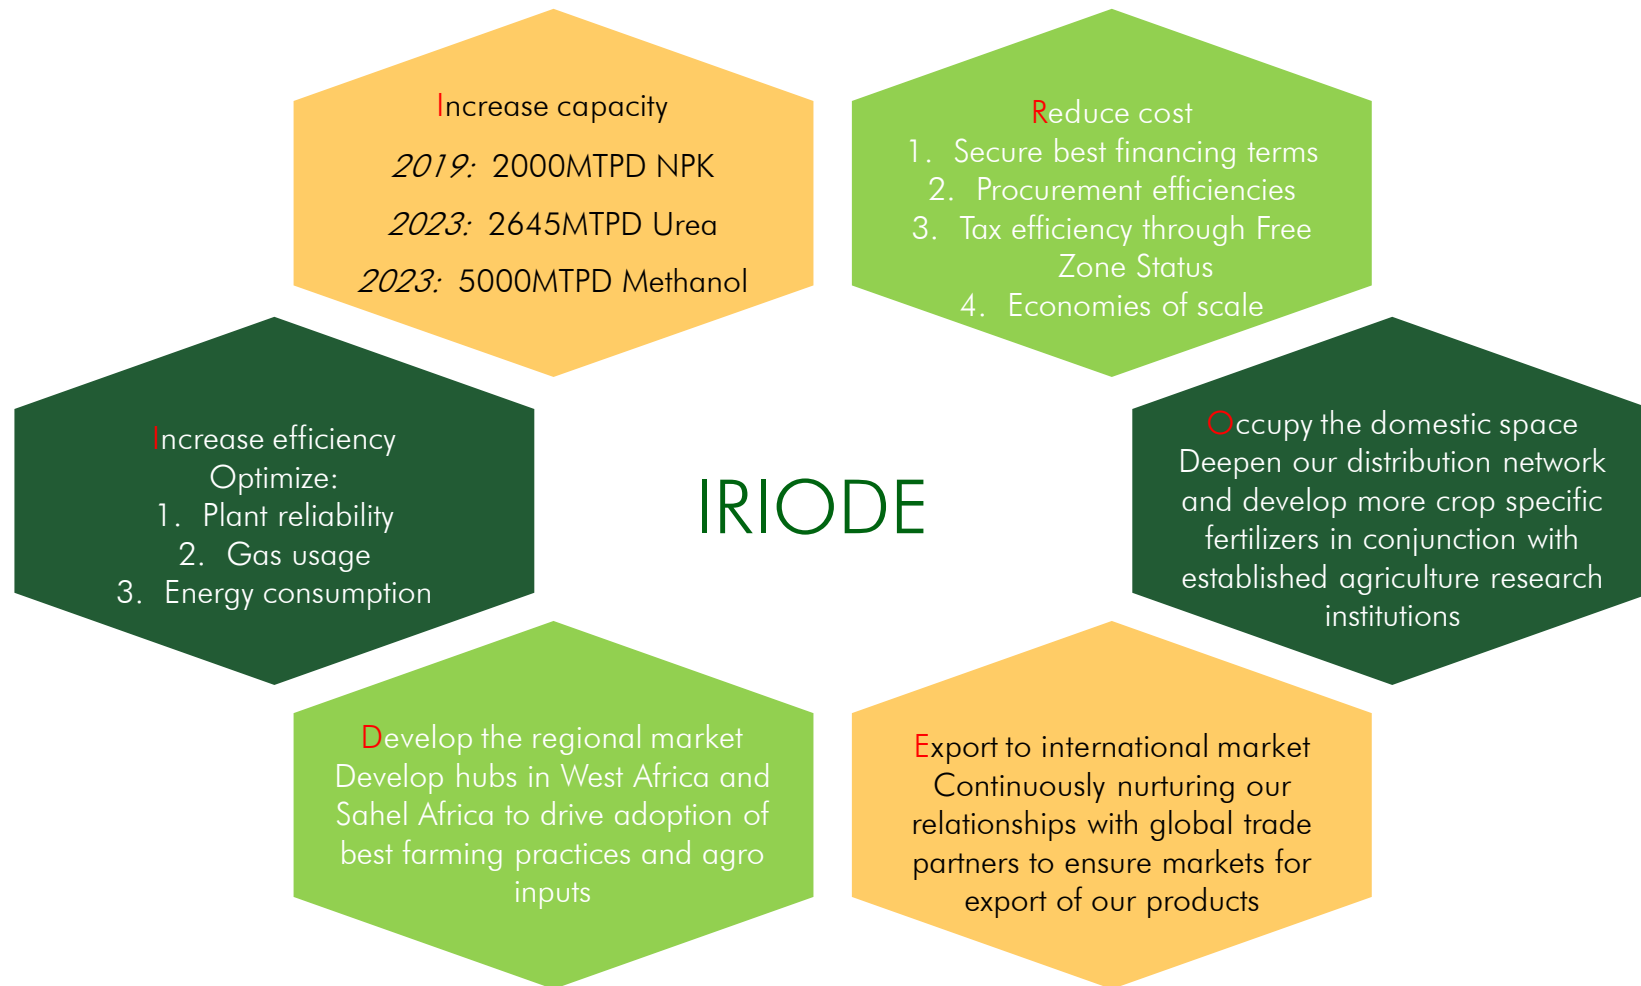 Increase capacity
2019: 2000MTPD NPK
2023: 2645MTPD Urea
2023: 5000MTPD Methanol
Reduce cost
1. Secure best financing terms
2. Procurement efficiencies
3. Tax efficiency through Free
Zone Status
4. Economies of scale
Increase efficiency
Optimize:
1. Plant reliability
2. Gas usage
3. Energy consumption
IRIODE
Occupy the domestic space
Deepen our distribution network
and develop more crop specific
fertilizers in conjunction with
established agriculture research
institutions
Develop the regional market
Develop hubs in West Africa and
Sahel Africa to drive adoption of
best farming practices and agro
inputs
Export to international market
Continuously nurturing our
relationships with global trade
partners to ensure markets for
export of our products